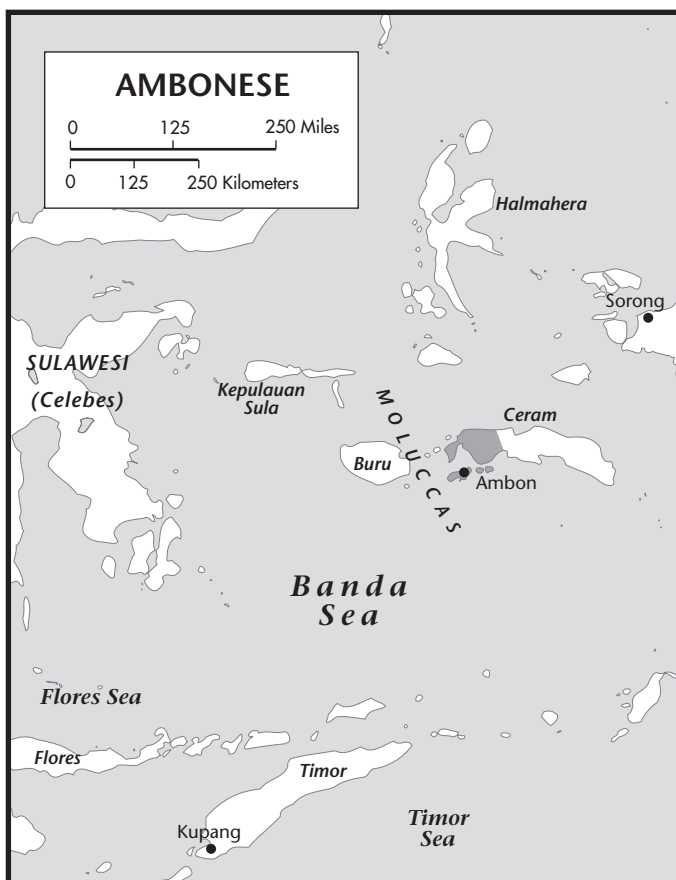 AMBONESE
0 125 250 Miles
0 125 250 Kilometers
Halmahera
Sorong
SULAWESI
(Celebes)
Kepulauan
Sula
MOLUCCAS
Ceram
Buru
Ambon
Banda
Sea
Flores Sea
Flores
Timor
Kupang
Timor
Sea